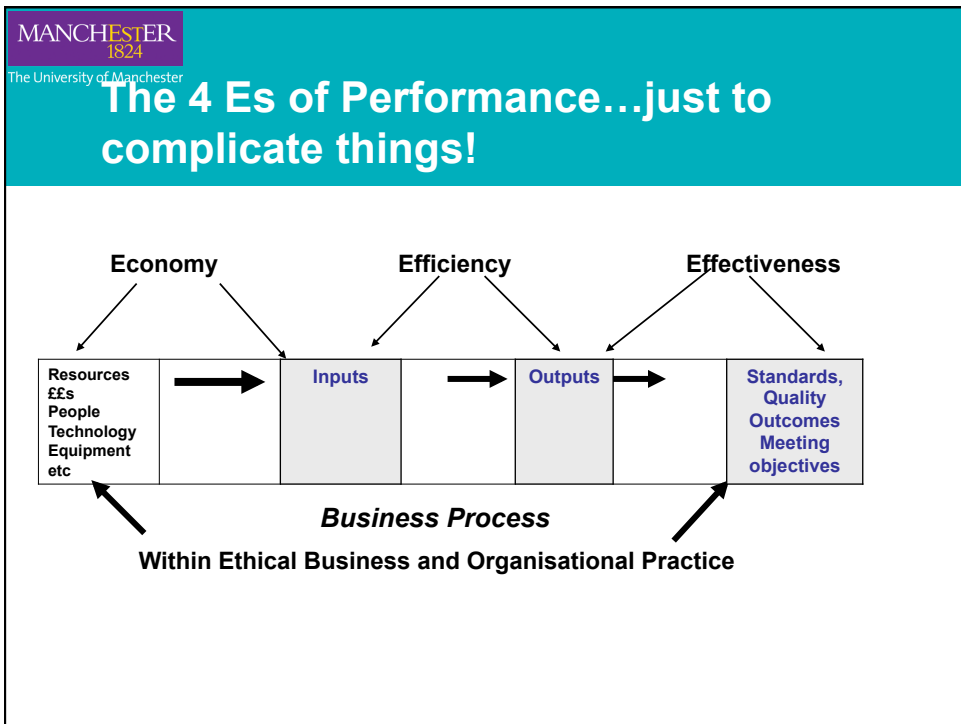 MANCHESTER
1824
The University of Manchester
The 4 Es of Performance…just to
complicate things!
Economy
Efficiency
Effectiveness
Resources
££s
People
Technology
Equipment
etc
Inputs
Outputs
Standards,
Quality
Outcomes
Meeting
objectives
Business Process
Within Ethical Business and Organisational Practice